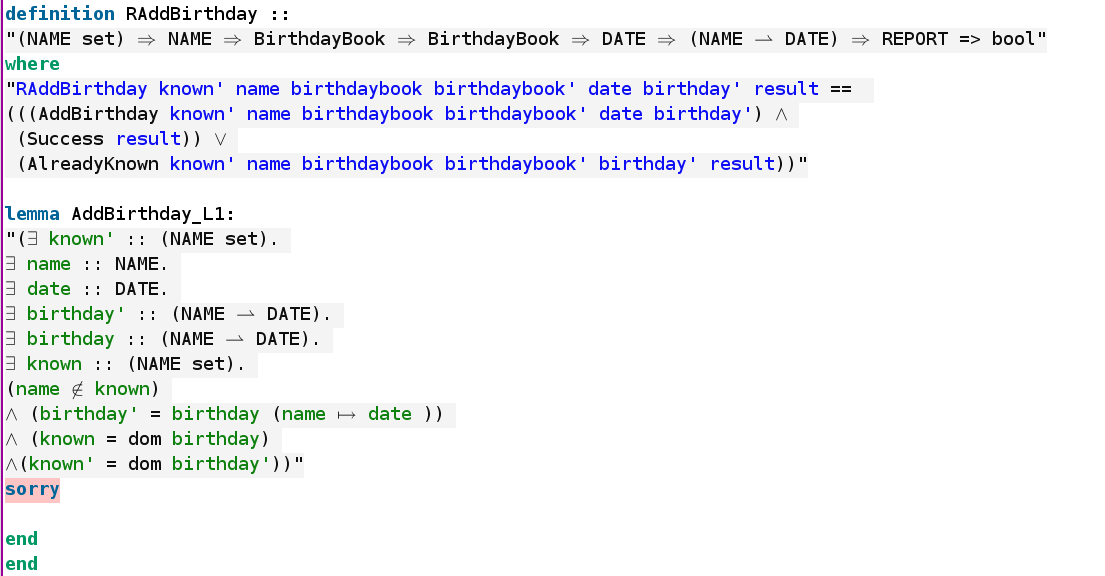 definition RAddBirthday ::
"(NAME set) ⇒ NAME ⇒ BirthdayBook ⇒ BirthdayBook ⇒ DATE ⇒ (NAME ⇀ DATE) ⇒ REPORT => bool"
where
"RAddBirthday known' name birthdaybook birthdaybook' date birthday' result ==
(((AddBirthday known' name birthdaybook birthdaybook' date birthday') ∧
(Success result)) ∨
(AlreadyKnown known' name birthdaybook birthdaybook' birthday' result))"
lemma AddBirthday_L1:
"(∃ known' :: (NAME set).
∃ name :: NAME.
∃ date :: DATE.
∃ birthday' :: (NAME ⇀ DATE).
∃ birthday :: (NAME ⇀ DATE).
∃ known :: (NAME set).
(name ∉ known)
∧ (birthday' = birthday (name ↦ date ))
∧ (known = dom birthday)
∧(known' = dom birthday'))"
sorry
end
end